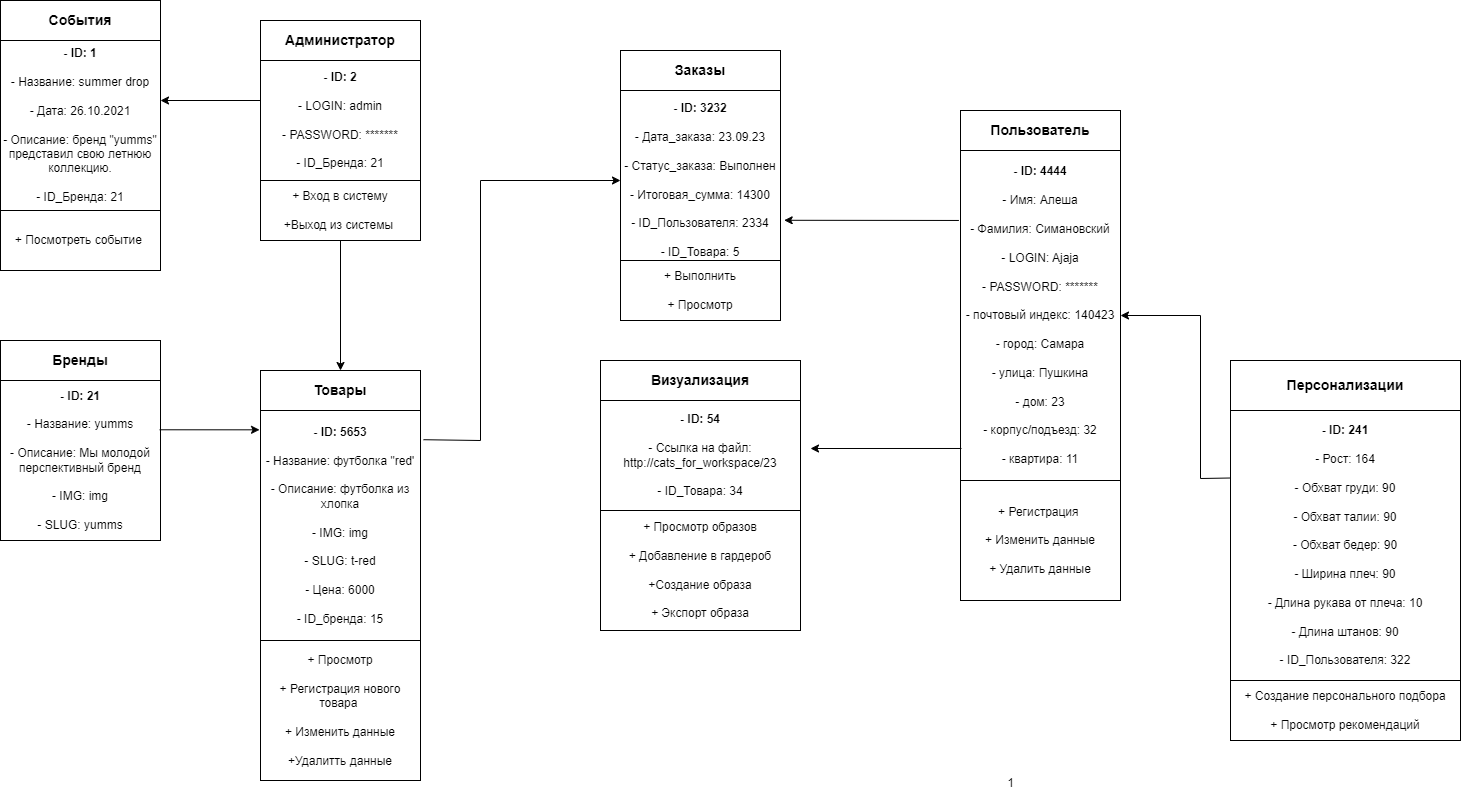 События
- ID: 1
- Название: summer drop
- Дата: 26.10.2021
- Описание: бренд "yumms"
представил свою летнюю
коллекцию.
- ID_Бренда: 21
+ Посмотреть событие
Администратор
- ID: 2
- LOGIN: admin
- PASSWORD: *******
- ID_Бренда: 21
+ Вход в систему
+Выход из системы
Бренды
- ID: 21
- Название: yumms
- Описание: Мы молодой
перспективный бренд
- IMG: img
- SLUG: yumms
Товары
- ID: 5653
- Название: футболка "red"
- Описание: футболка из
хлопка
- IMG: img
- SLUG: t-red
- Цена: 6000
- ID_бренда: 15
+ Просмотр
+ Регистрация нового
товара
+ Изменить данные
+Удалитть данные
Заказы
- ID: 3232
- Дата_заказа: 23.09.23
- Статус_заказа: Выполнен
- Итоговая_сумма: 14300
- ID_Пользователя: 2334
- ID_Товара: 5
+ Выполнить
+ Просмотр
Визуализация
- ID: 54
- Ссылка на файл:
http://cats_for_workspace/23
- ID_Товара: 34
+ Просмотр образов
+ Добавление в гардероб
+Создание образа
+ Экспорт образа
Пользователь
- ID: 4444
- Имя: Алеша
- Фамилия: Симановский
- LOGIN: Ajaja
- PASSWORD: *******
- почтовый индекс: 140423
- город: Самара
- улица: Пушкина
- дом: 23
- корпус/подъезд: 32
- квартира: 11
+ Регистрация
+ Изменить данные
+ Удалить данные
Персонализации
- ID: 241
- Рост: 164
- Обхват груди: 90
- Обхват талии: 90
- Обхват бедер: 90
- Ширина плеч: 90
- Длина рукава от плеча: 10
- Длина штанов: 90
- ID_Пользователя: 322
+ Создание персонального подбора
+ Просмотр рекомендаций
1